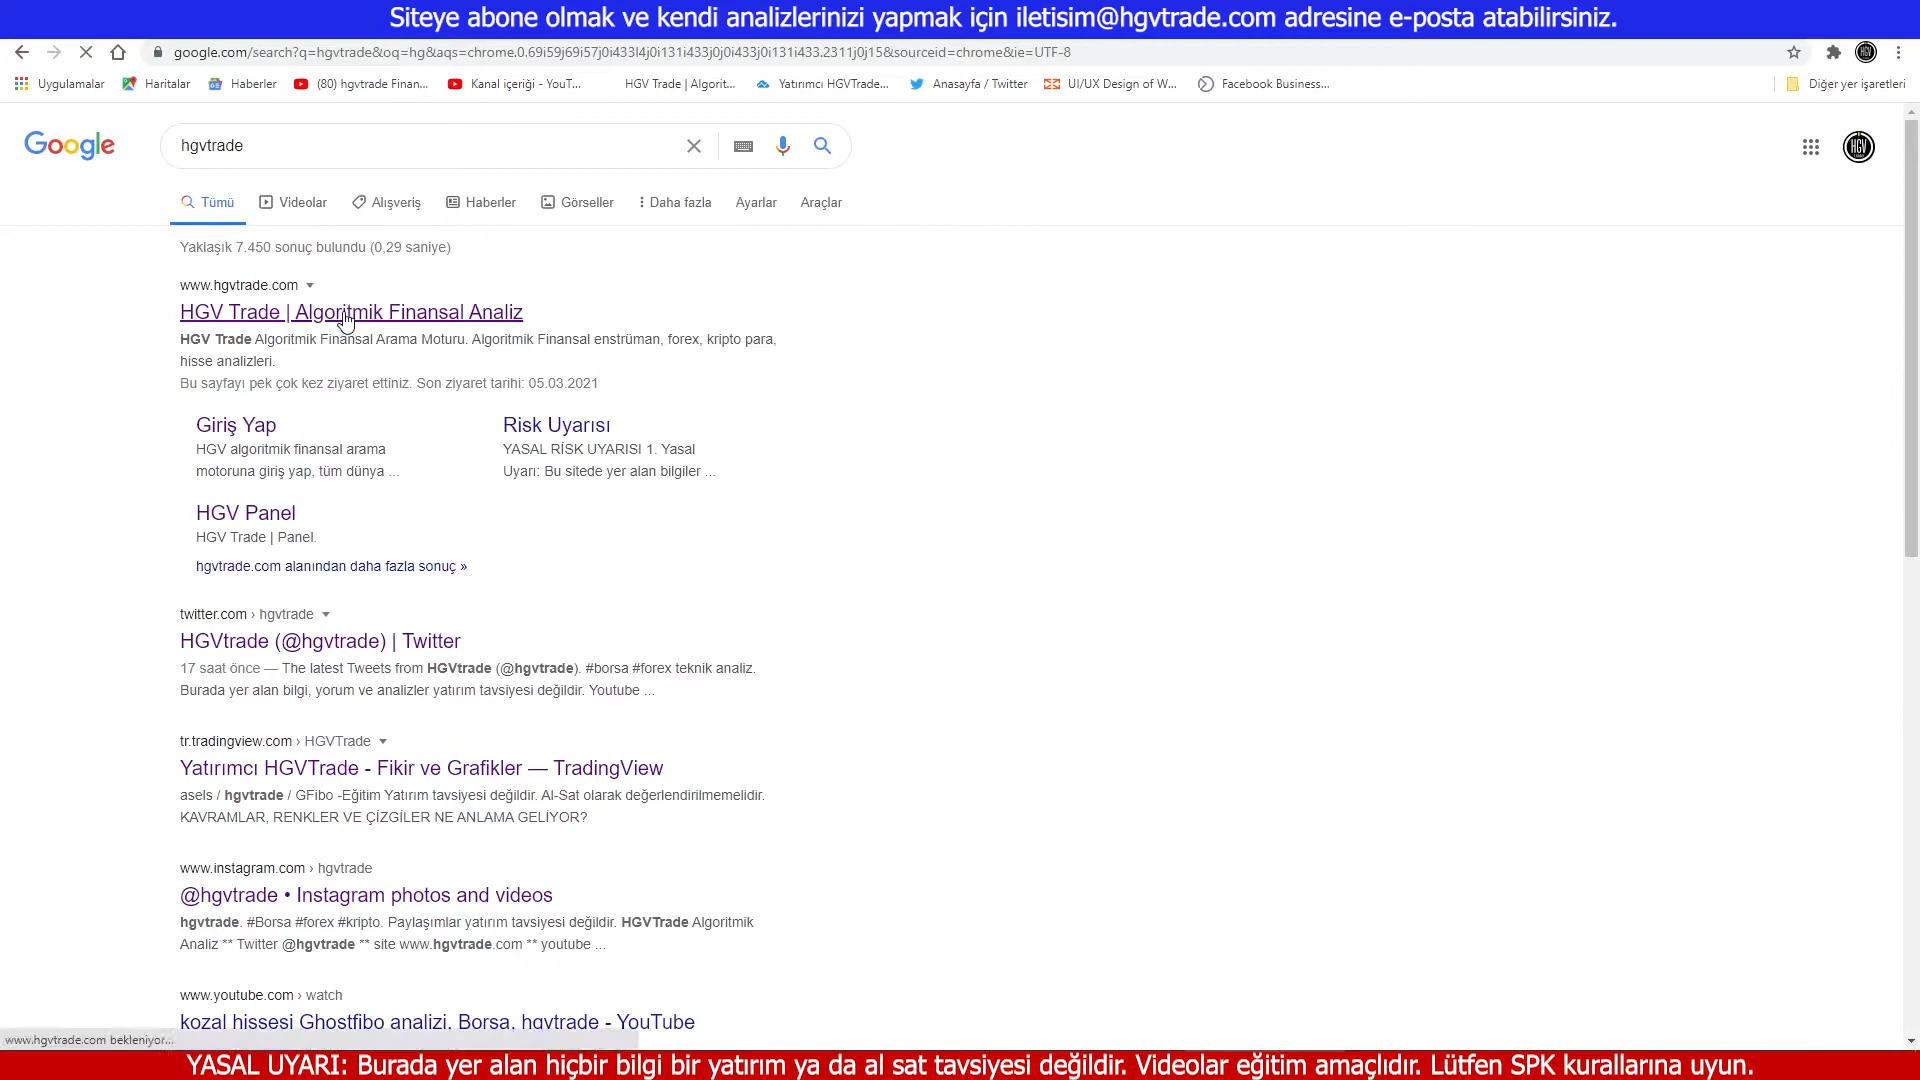 Siteye abone olmak ve kendi analizlerinizi yapmak için iletisim@hgvtrade.com adresine e-posta atabilirsiniz.
google.com/search?q=hgvtrade&oq=hg&aqs=chrome.0.69i59j69i57j0i433l4j0i131i433j0j0i433j0i131i433.2311j0j15&sourceid=chrome&ie=UTF-8
Uygulamalar Haritalar Haberler (80) hgvtrade Finan... Kanal içeriği - YouT... HGV Trade | Algorit... Yatırımcı HGVTrade... Anasayfa / Twitter UI/UX Design of W... Facebook Business... Diğer yer işaretleri
Google hgvtrade HGV
Tümü Videolar Alışveriş Haberler Görseller Daha fazla Ayarlar Araçlar
Yaklaşık 7.450 sonuç bulundu (0,29 saniye)
www.hgvtrade.com
HGV Trade | Algoritmik Finansal Analiz
HGV Trade Algoritmik Finansal Arama Moturu. Algoritmik Finansal enstrüman, forex, kripto para,
hisse analizleri.
Bu sayfayı pek çok kez ziyaret ettiniz. Son ziyaret tarihi: 05.03.2021
Giriş Yap
HGV algoritmik finansal arama
motoruna giriş yap, tüm dünya ...
Risk Uyarısı
YASAL RİSK UYARISI 1. Yasal
Uyarı: Bu sitede yer alan bilgiler ...
HGV Panel
HGV Trade | Panel.
hgvtrade.com alanından daha fazla sonuç »
twitter.com › hgvtrade
HGVtrade (@hgvtrade) | Twitter
17 saat önce — The latest Tweets from HGVtrade (@hgvtrade). #borsa #forex teknik analiz.
Burada yer alan bilgi, yorum ve analizler yatırım tavsiyesi değildir. Youtube ...
tr.tradingview.com › HGVTrade
Yatırımcı HGVTrade - Fikir ve Grafikler — TradingView
asels / hgvtrade / GFibo -Eğitim Yatırım tavsiyesi değildir. Al-Sat olarak değerlendirilmemelidir.
KAVRAMLAR, RENKLER VE ÇİZGİLER NE ANLAMA GELİYOR?
www.instagram.com › hgvtrade
@hgvtrade • Instagram photos and videos
hgvtrade. #Borsa #forex #kripto. Paylaşımlar yatırım tavsiyesi değildir. HGVTrade Algoritmik
Analiz ** Twitter @hgvtrade ** site www.hgvtrade.com ** youtube ...
www.youtube.com › watch
kozal hissesi Ghostfibo analizi, Borsa, hgvtrade - YouTube
www.hgvtrade.com bekleniyor...
YASAL UYARI: Burada yer alan hiçbir bilgi bir yatırım ya da al sat tavsiyesi değildir. Videolar eğitim amaçlıdır. Lütfen SPK kurallarına uyun.